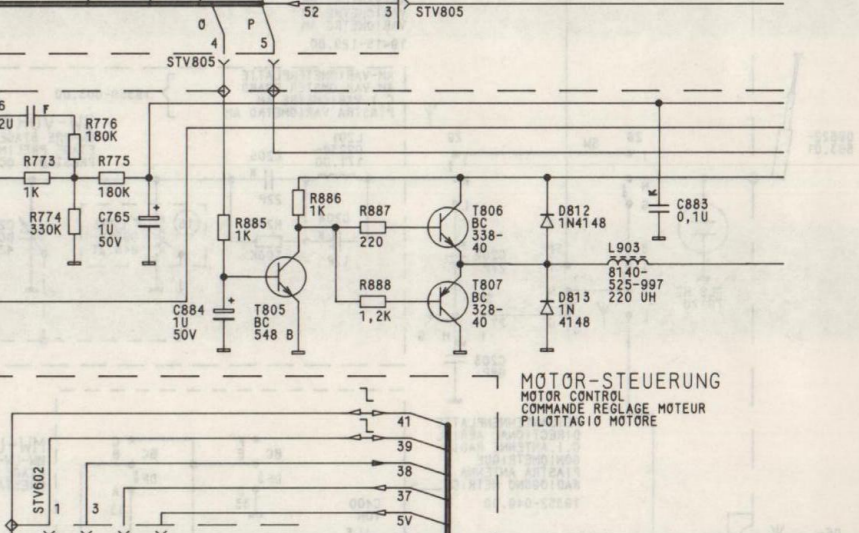 52
3
STV805
O
P
4
5
STV805
2U
F
R776
180K
R773
1K
R775
180K
R774
330K
C765
1U
50V
R885
1K
R886
1K
R887
220
R888
1,2K
C884
1U
50V
T805
BC
548 B
T806
BC
338-
40
T807
BC
328-
40
D812
1N4148
D813
1N
4148
K
C883
0,1U
L903
8140-
525-997
220 UH
MOTOR-STEUERUNG
MOTOR CONTROL
COMMANDE REGLAGE MOTEUR
PILOTTAGIO MOTORE
41
39
38
37
5V
STV602
1
3